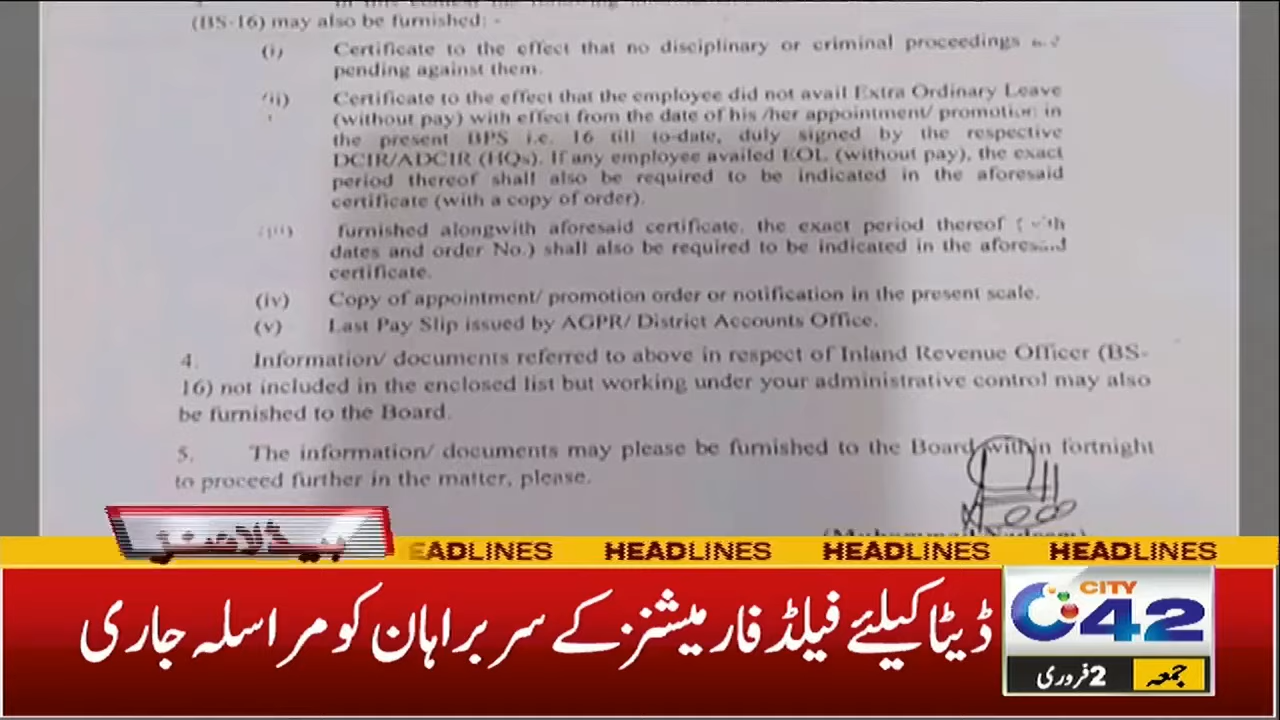 (BS-16) may also be furnished: -
(i) Certificate to the effect that no disciplinary or criminal proceedings
pending against them.
(ii) Certificate to the effect that the employee did not avail Extra Ordinary Leave
(without pay) with effect from the date of his /her appointment/ promotion in
the present BPS i.e. 16 till to-date, duly signed by the respective
DCIR/ADCIR (HQs). If any employee availed EOL (without pay), the exact
period thereof shall also be required to be indicated in the aforesaid
certificate (with a copy of order).
furnished alongwith aforesaid certificate, the exact period thereof (with
dates and order No.) shall also be required to be indicated in the aforesaid
certificate.
(iv) Copy of appointment/ promotion order or notification in the present scale.
(v) Last Pay Slip issued by AGPR/ District Accounts Office.
4. Information/ documents referred to above in respect of Inland Revenue Officer (BS-
16) not included in the enclosed list but working under your administrative control may also
be furnished to the Board.
5. The information/ documents may please be furnished to the Board within fortnight
to proceed further in the matter, please.
ہیڈلائنز
EADLINES HEADLINES HEADLINES HEADLINES
ڈیٹا کیلئے فیلڈ فارمیشنز کے سربراہان کو مراسلہ جاری
CITY
42
جمعہ 2 فروری